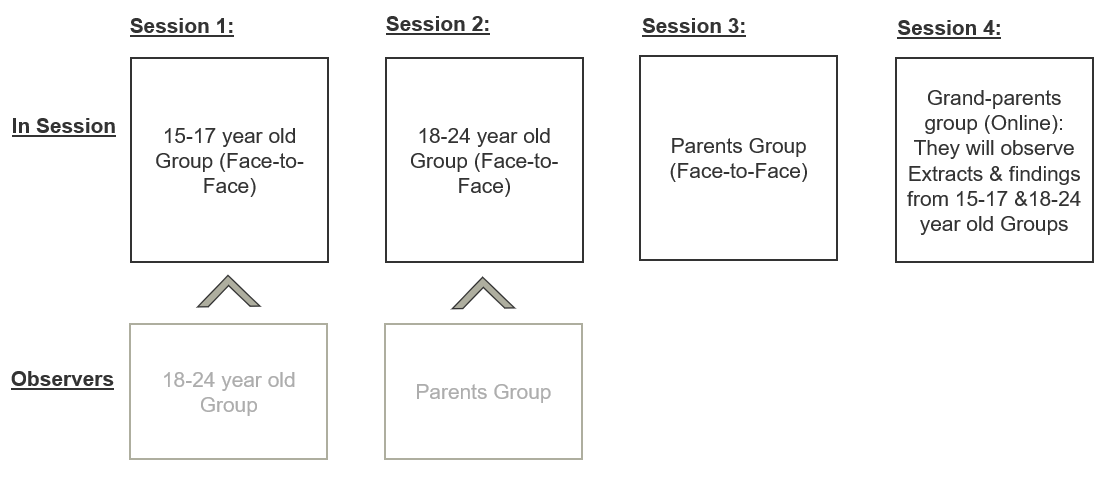 Session 1:
Session 2:
Session 3:
Session 4:
In Session
15-17 year old
Group (Face-to-
Face)
18-24 year old
Group (Face-to-
Face)
Parents Group
(Face-to-Face)
Grand-parents
group (Online):
They will observe
Extracts & findings
from 15-17 &18-24
year old Groups
Observers
18-24 year old
Group
Parents Group